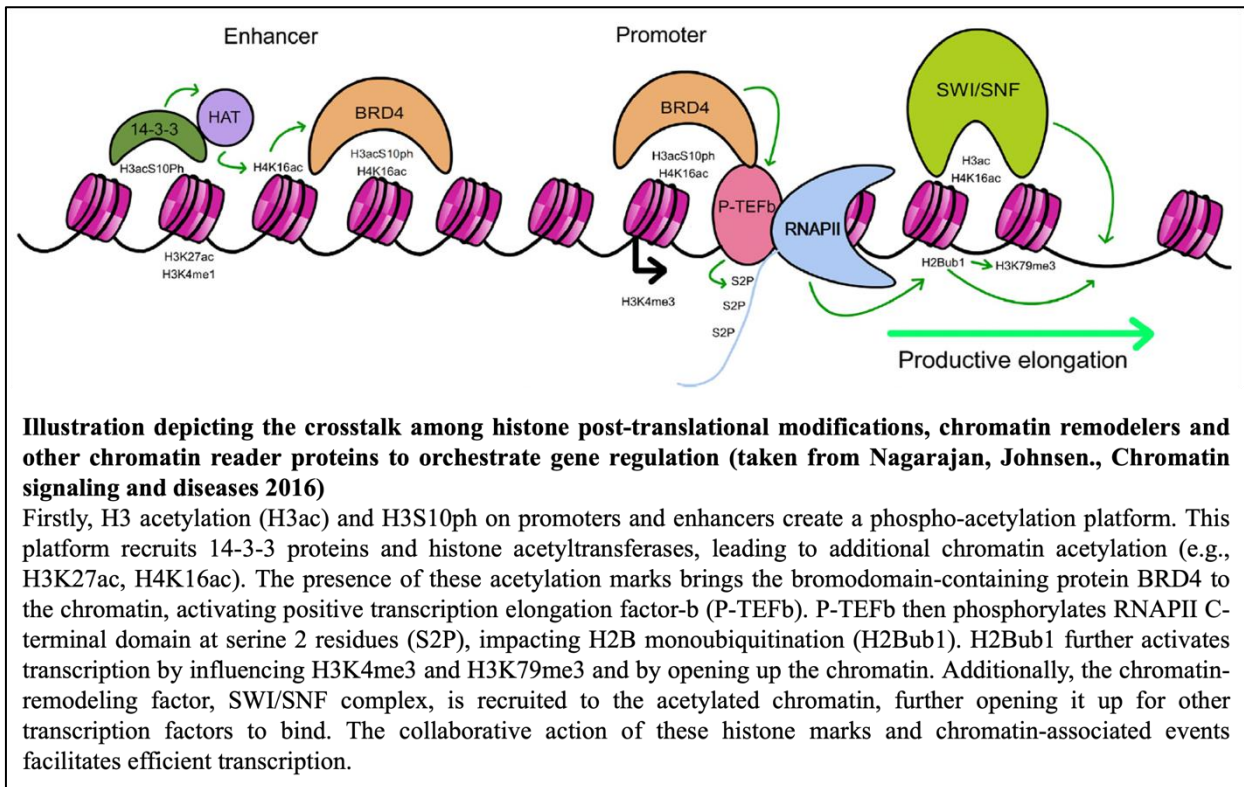 Enhancer
Promoter
SWI/SNF
HAT
BRD4
BRD4
14-3-3
H3acS10Ph
H4K16ac
H3acS10ph
H4K16ac
H3acS10ph
H4K16ac
H3ac
H4K16ac
P-TEFb
RNAPII
H3K27ac
H3K4me1
H3K4me3
S2P
S2P
S2P
H2Bub1
H3K79me3
Productive elongation
Illustration depicting the crosstalk among histone post-translational modifications, chromatin remodelers and
other chromatin reader proteins to orchestrate gene regulation (taken from Nagarajan, Johnsen., Chromatin
signaling and diseases 2016)
Firstly, H3 acetylation (H3ac) and H3S10ph on promoters and enhancers create a phospho-acetylation platform. This
platform recruits 14-3-3 proteins and histone acetyltransferases, leading to additional chromatin acetylation (e.g.,
H3K27ac, H4K16ac). The presence of these acetylation marks brings the bromodomain-containing protein BRD4 to
the chromatin, activating positive transcription elongation factor-b (P-TEFb). P-TEFb then phosphorylates RNAPII C-
terminal domain at serine 2 residues (S2P), impacting H2B monoubiquitination (H2Bub1). H2Bub1 further activates
transcription by influencing H3K4me3 and H3K79me3 and by opening up the chromatin. Additionally, the chromatin-
remodeling factor, SWI/SNF complex, is recruited to the acetylated chromatin, further opening it up for other
transcription factors to bind. The collaborative action of these histone marks and chromatin-associated events
facilitates efficient transcription.